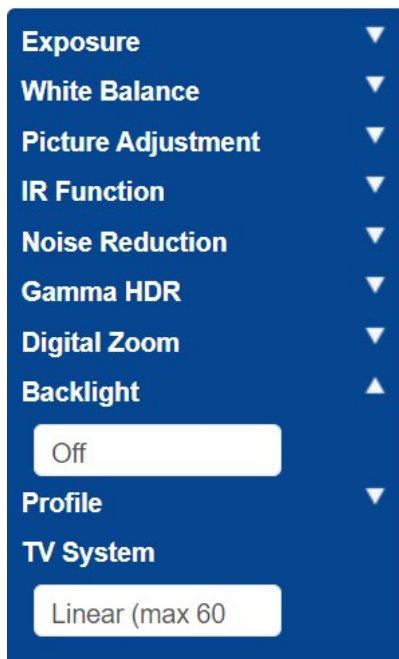 Exposure
White Balance
Picture Adjustment
IR Function
Noise Reduction
Gamma HDR
Digital Zoom
Backlight
Off
Profile
TV System
Linear (max 60